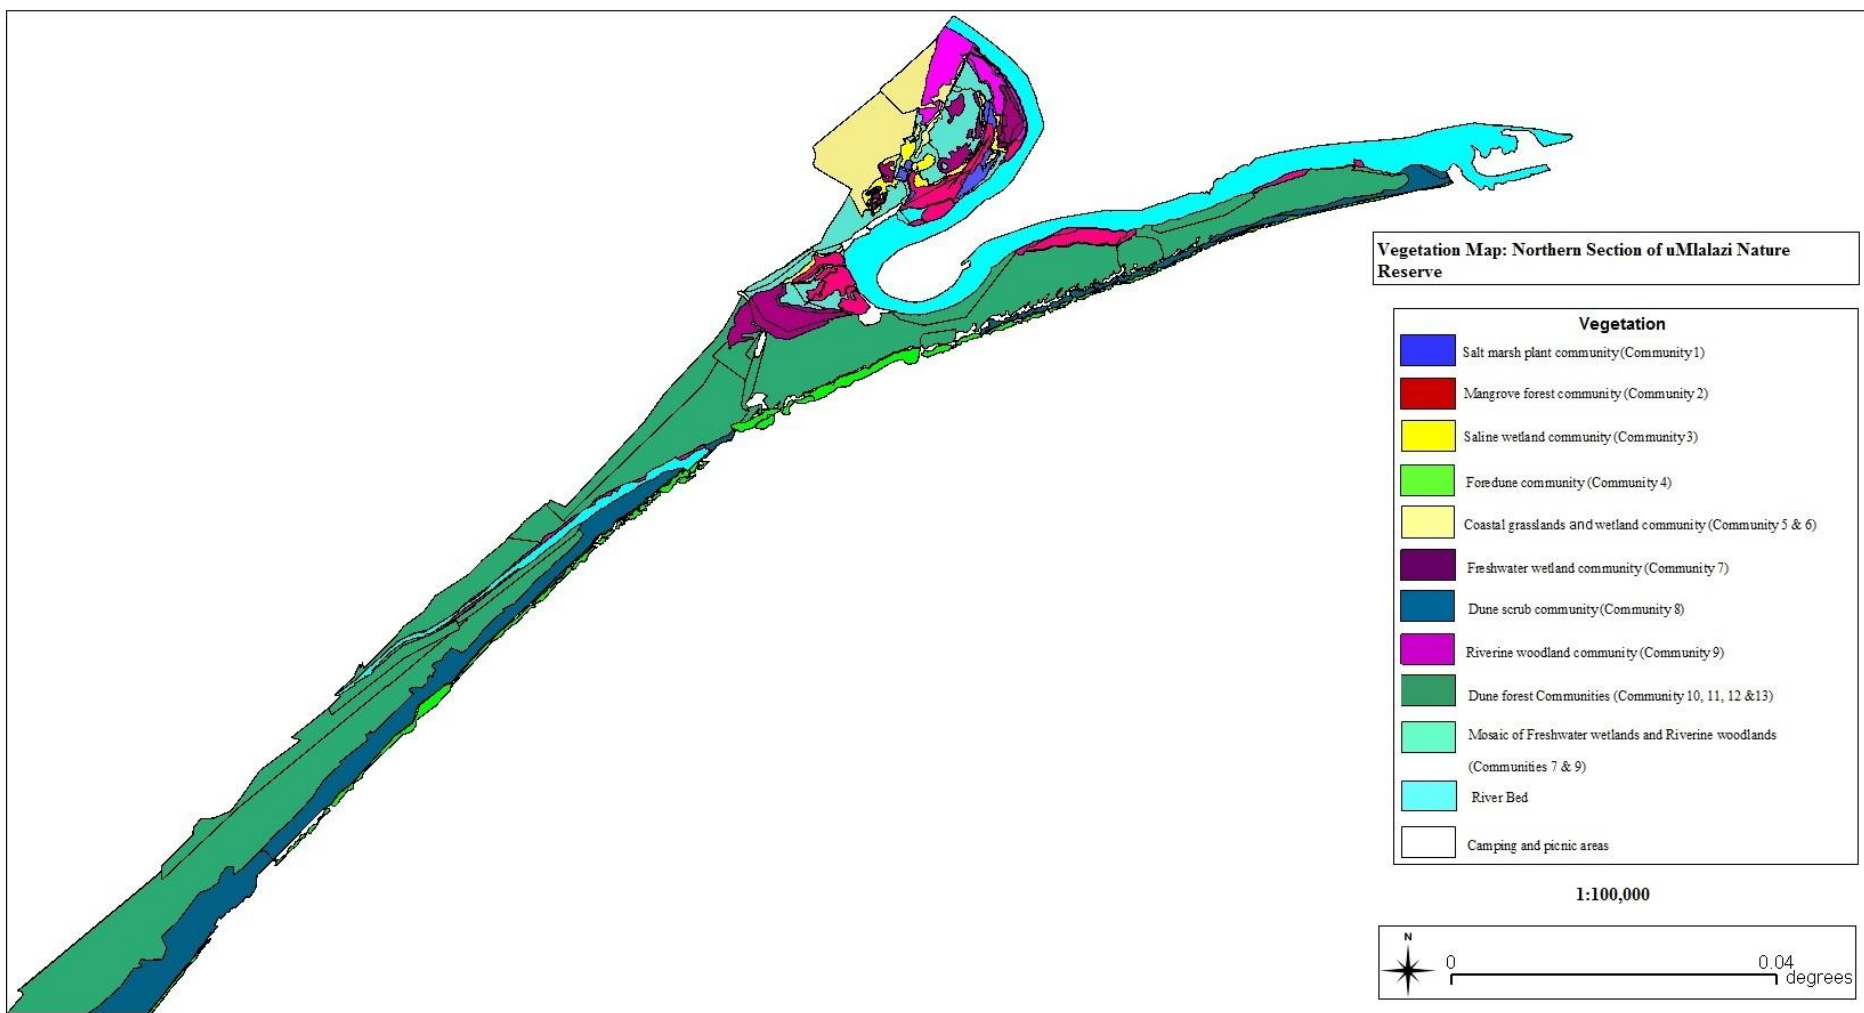 Vegetation Map: Northern Section of uMlalazi Nature
Reserve
Vegetation
Salt marsh plant community (Community 1)
Mangrove forest community (Community 2)
Saline wetland community (Community 3)
Foredune community (Community 4)
Coastal grasslands and wetland community (Community 5 & 6)
Freshwater wetland community (Community 7)
Dune scrub community (Community 8)
Riverine woodland community (Community 9)
Dune forest Communities (Community 10, 11, 12 &13)
Mosaic of Freshwater wetlands and Riverine woodlands
(Communities 7 & 9)
River Bed
Camping and picnic areas
1:100,000
N
0 0.04
degrees